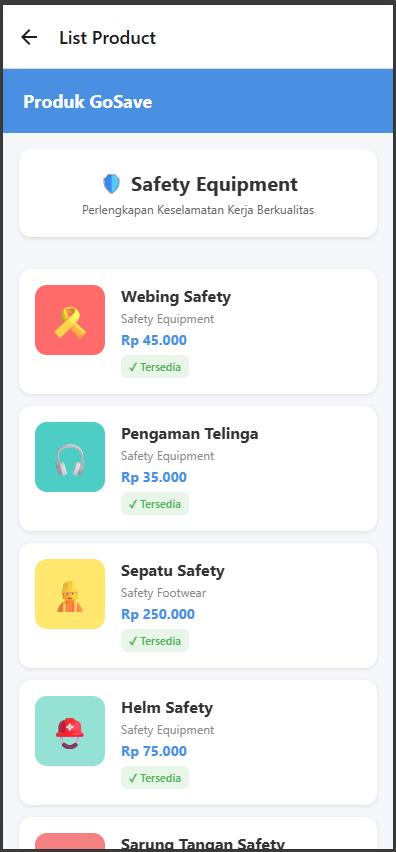 List Product
Produk GoSave
Safety Equipment
Perlengkapan Keselamatan Kerja Berkualitas
Webing Safety
Safety Equipment
Rp 45.000
✓ Tersedia
Pengaman Telinga
Safety Equipment
Rp 35.000
✓ Tersedia
Sepatu Safety
Safety Footwear
Rp 250.000
✓ Tersedia
Helm Safety
Safety Equipment
Rp 75.000
✓ Tersedia
Sarung Tangan Safety